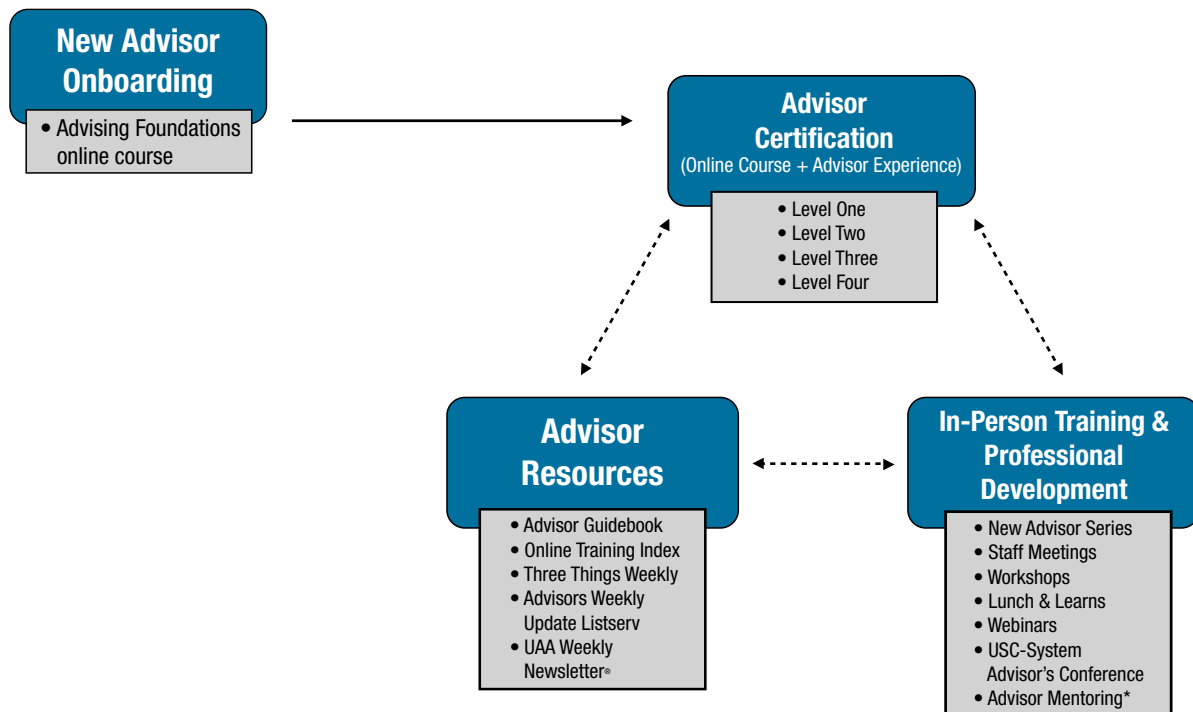 New Advisor
Onboarding
• Advising Foundations
online course
Advisor
Certification
(Online Course + Advisor Experience)
• Level One
• Level Two
• Level Three
• Level Four
Advisor
Resources
• Advisor Guidebook
• Online Training Index
• Three Things Weekly
• Advisors Weekly
Update Listserv
• UAA Weekly
Newsletter®
In-Person Training &
Professional
Development
• New Advisor Series
• Staff Meetings
• Workshops
• Lunch & Learns
• Webinars
• USC-System
Advisor’s Conference
• Advisor Mentoring*